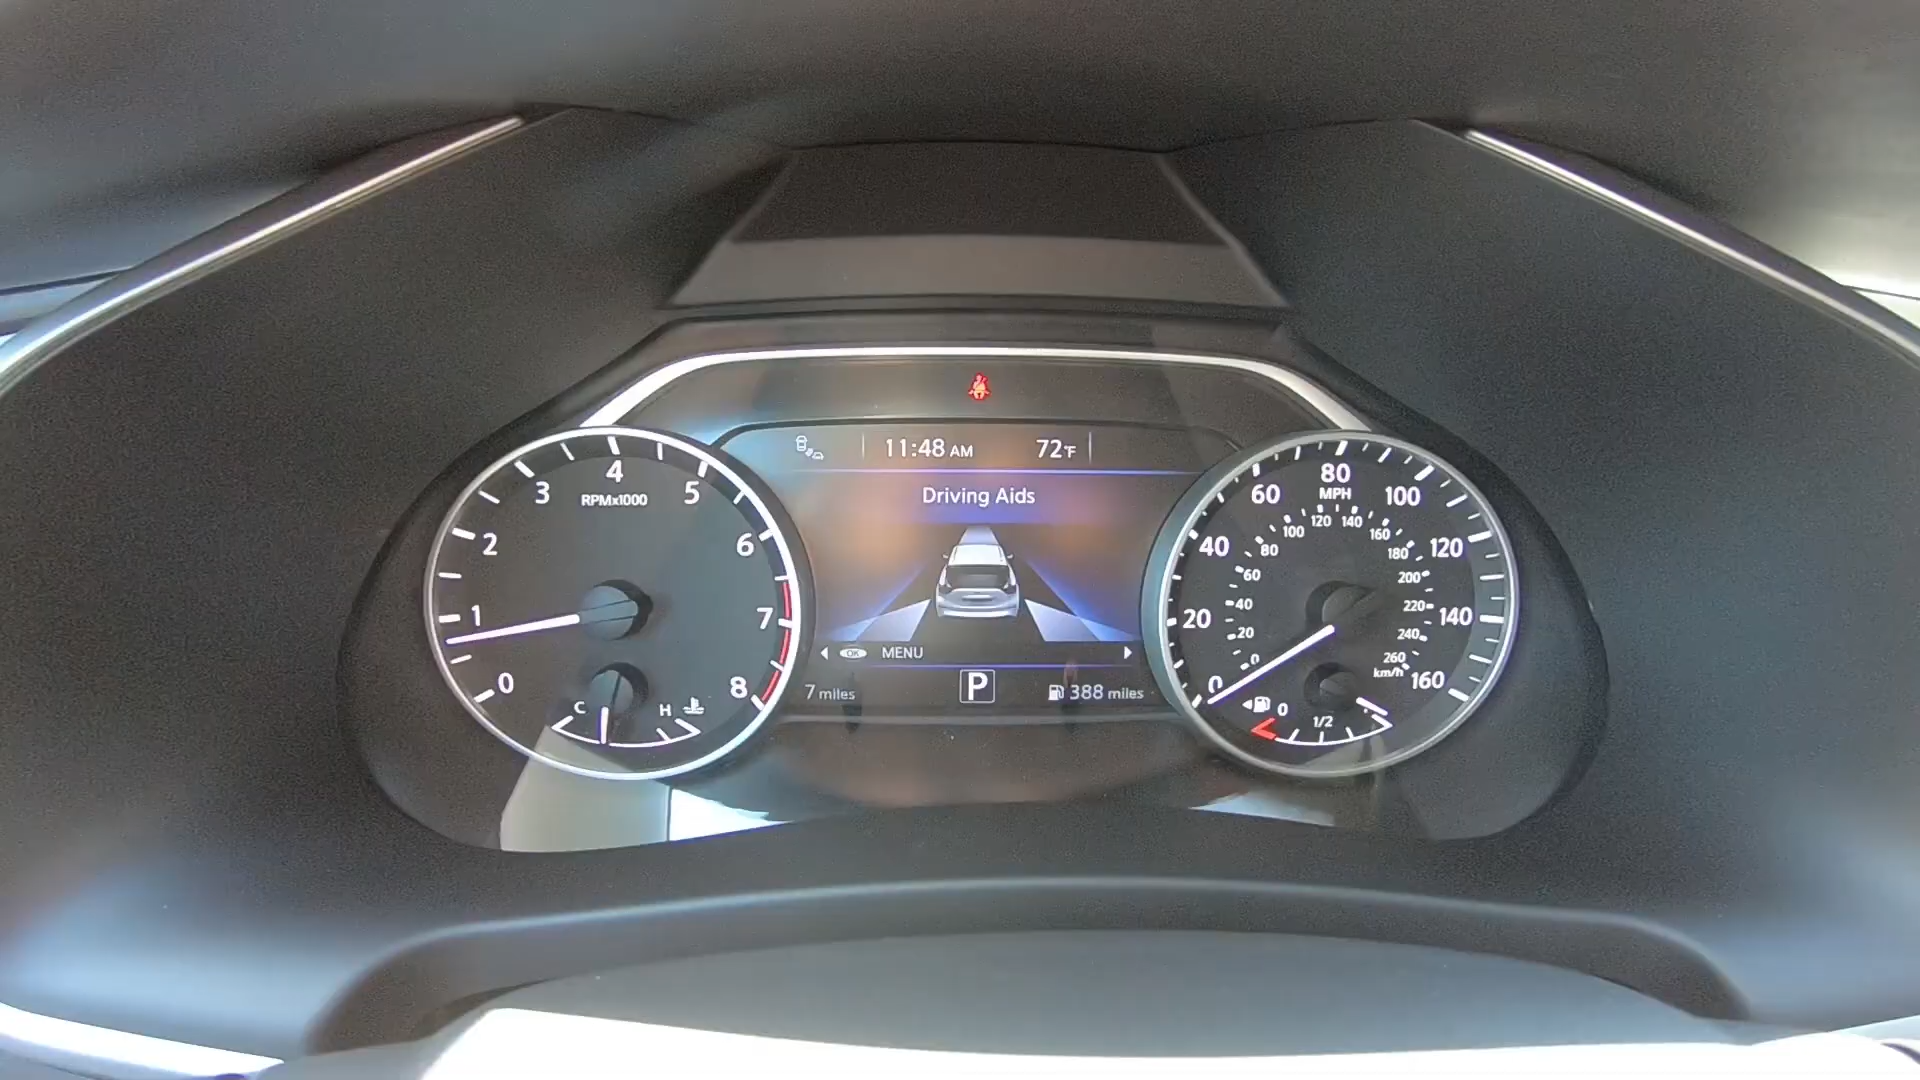 11:48 AM 72°F
Driving Aids
OK MENU
7 miles P 388 miles
0 1 2 3 4 5 6 7 8
RPMx1000
C H
0 20 40 60 80 100 120 140 160
MPH
0 20 40 60 80 100 120 140 160 180 200 220 240 260
km/h
0 1/2